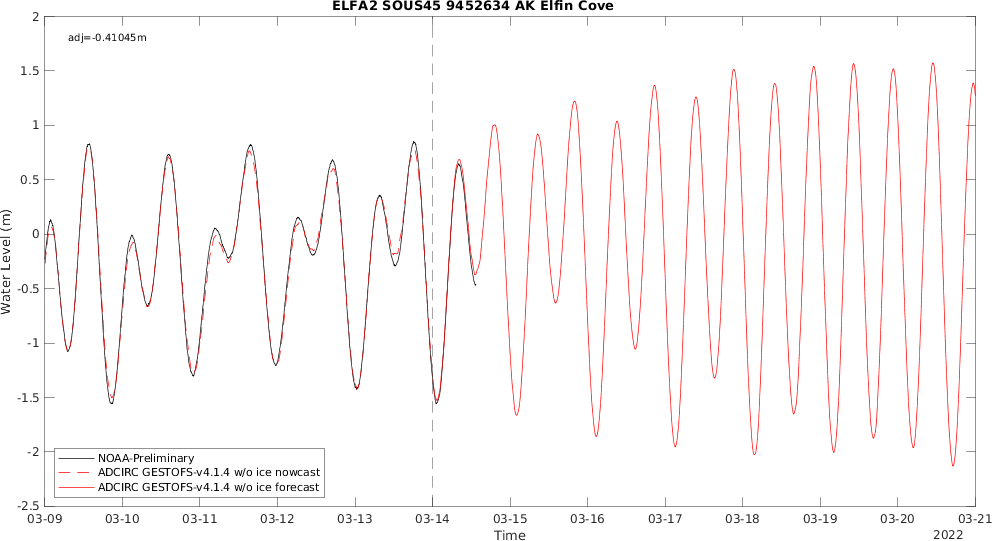 ELFA2 SOUS45 9452634 AK Elfin Cove
adj=-0.41045m
2
1.5
1
0.5
0
-0.5
-1
-1.5
-2
-2.5
Water Level (m)
NOAA-Preliminary
ADCIRC GESTOFS-v4.1.4 w/o ice nowcast
ADCIRC GESTOFS-v4.1.4 w/o ice forecast
03-09 03-10 03-11 03-12 03-13 03-14 03-15 03-16 03-17 03-18 03-19 03-20 03-21
Time
2022